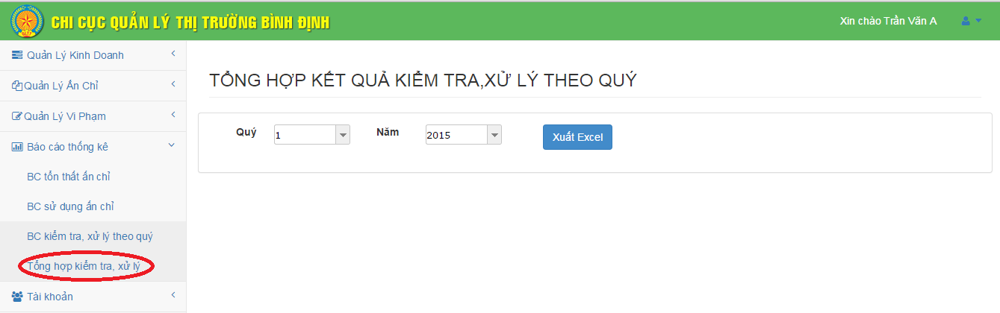 CHI CỤC QUẢN LÝ THỊ TRƯỜNG BÌNH ĐỊNH
Xin chào Trần Văn A
Quản Lý Kinh Doanh
Quản Lý Ấn Chỉ
Quản Lý Vi Phạm
Báo cáo thống kê
BC tổn thất ấn chỉ
BC sử dụng ấn chỉ
BC kiểm tra, xử lý theo quý
Tổng hợp kiểm tra, xử lý
Tài khoản
TỔNG HỢP KẾT QUẢ KIỂM TRA,XỬ LÝ THEO QUÝ
Quý 1 Năm 2015 Xuất Excel